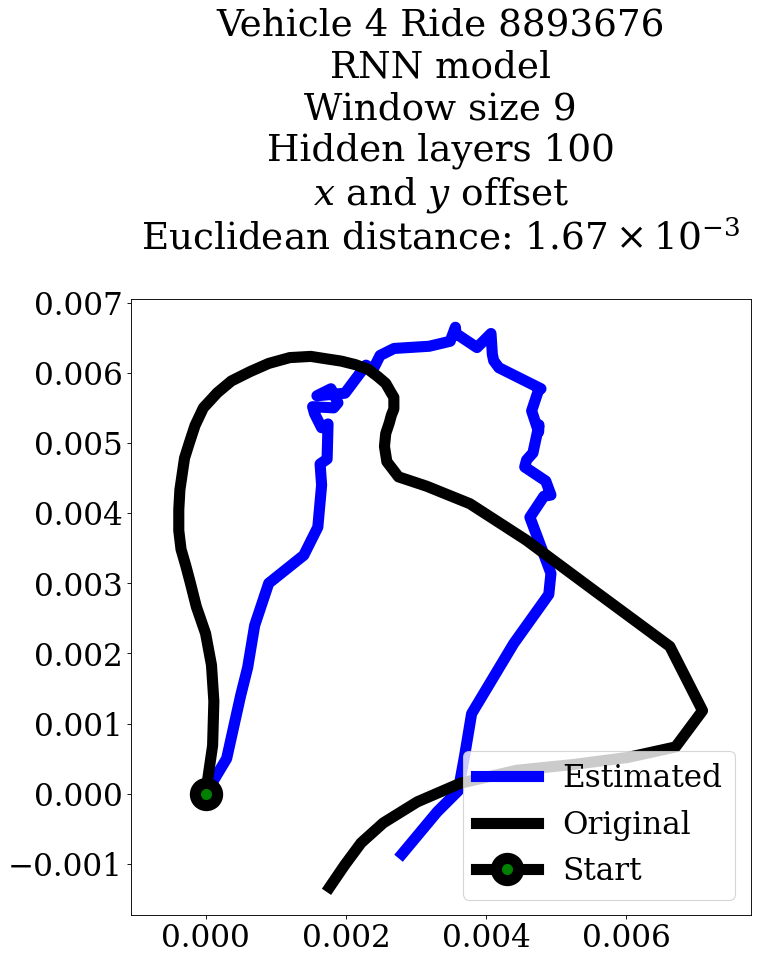 Vehicle 4 Ride 8893676
RNN model
Window size 9
Hidden layers 100
x and y offset
Euclidean distance: 1.67 × 10⁻³
0.007
0.006
0.005
0.004
0.003
0.002
0.001
0.000
−0.001
Estimated
Original
Start
0.000 0.002 0.004 0.006